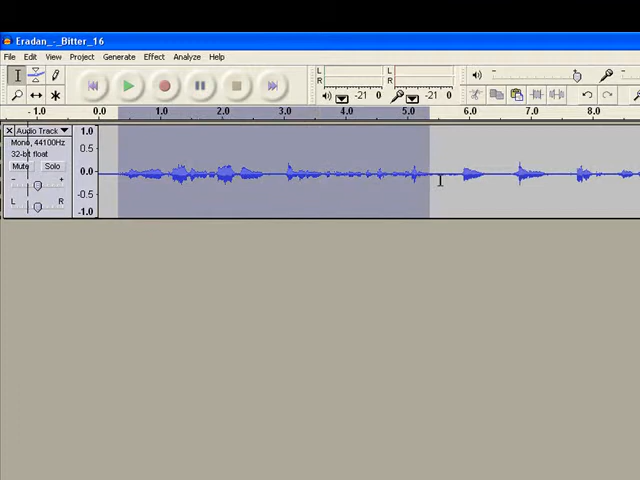 Eradan_-_Bitter_16
File Edit View Project Generate Effect Analyze Help
L
R
-21 0
L
R
-21 0
- 1.0 0.0 1.0 2.0 3.0 4.0 5.0 6.0 7.0 8.0
Audio Track
Mono, 44100Hz
32-bit float
Mute Solo
- +
L R
1.0
0.5
0.0
-0.5
-1.0